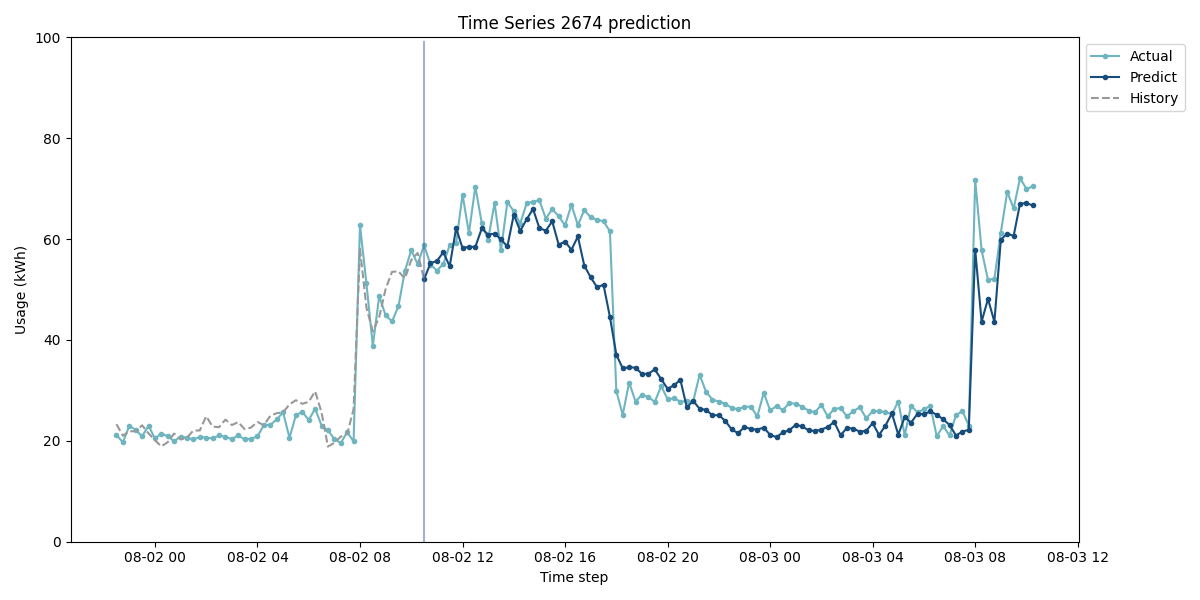 Time Series 2674 prediction
100
80
60
40
20
0
Usage (kWh)
08-02 00
08-02 04
08-02 08
08-02 12
08-02 16
08-02 20
08-03 00
08-03 04
08-03 08
08-03 12
Time step
Actual
Predict
History